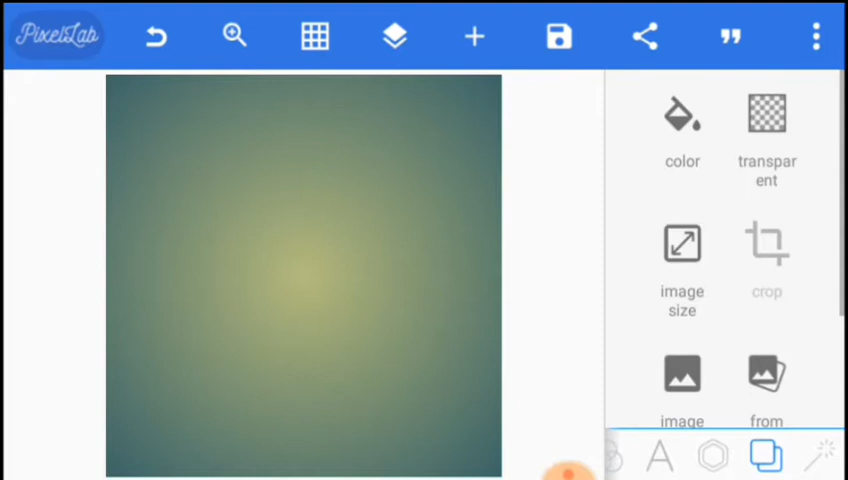 PixelLab
color
transpar
ent
image
size
crop
image
from